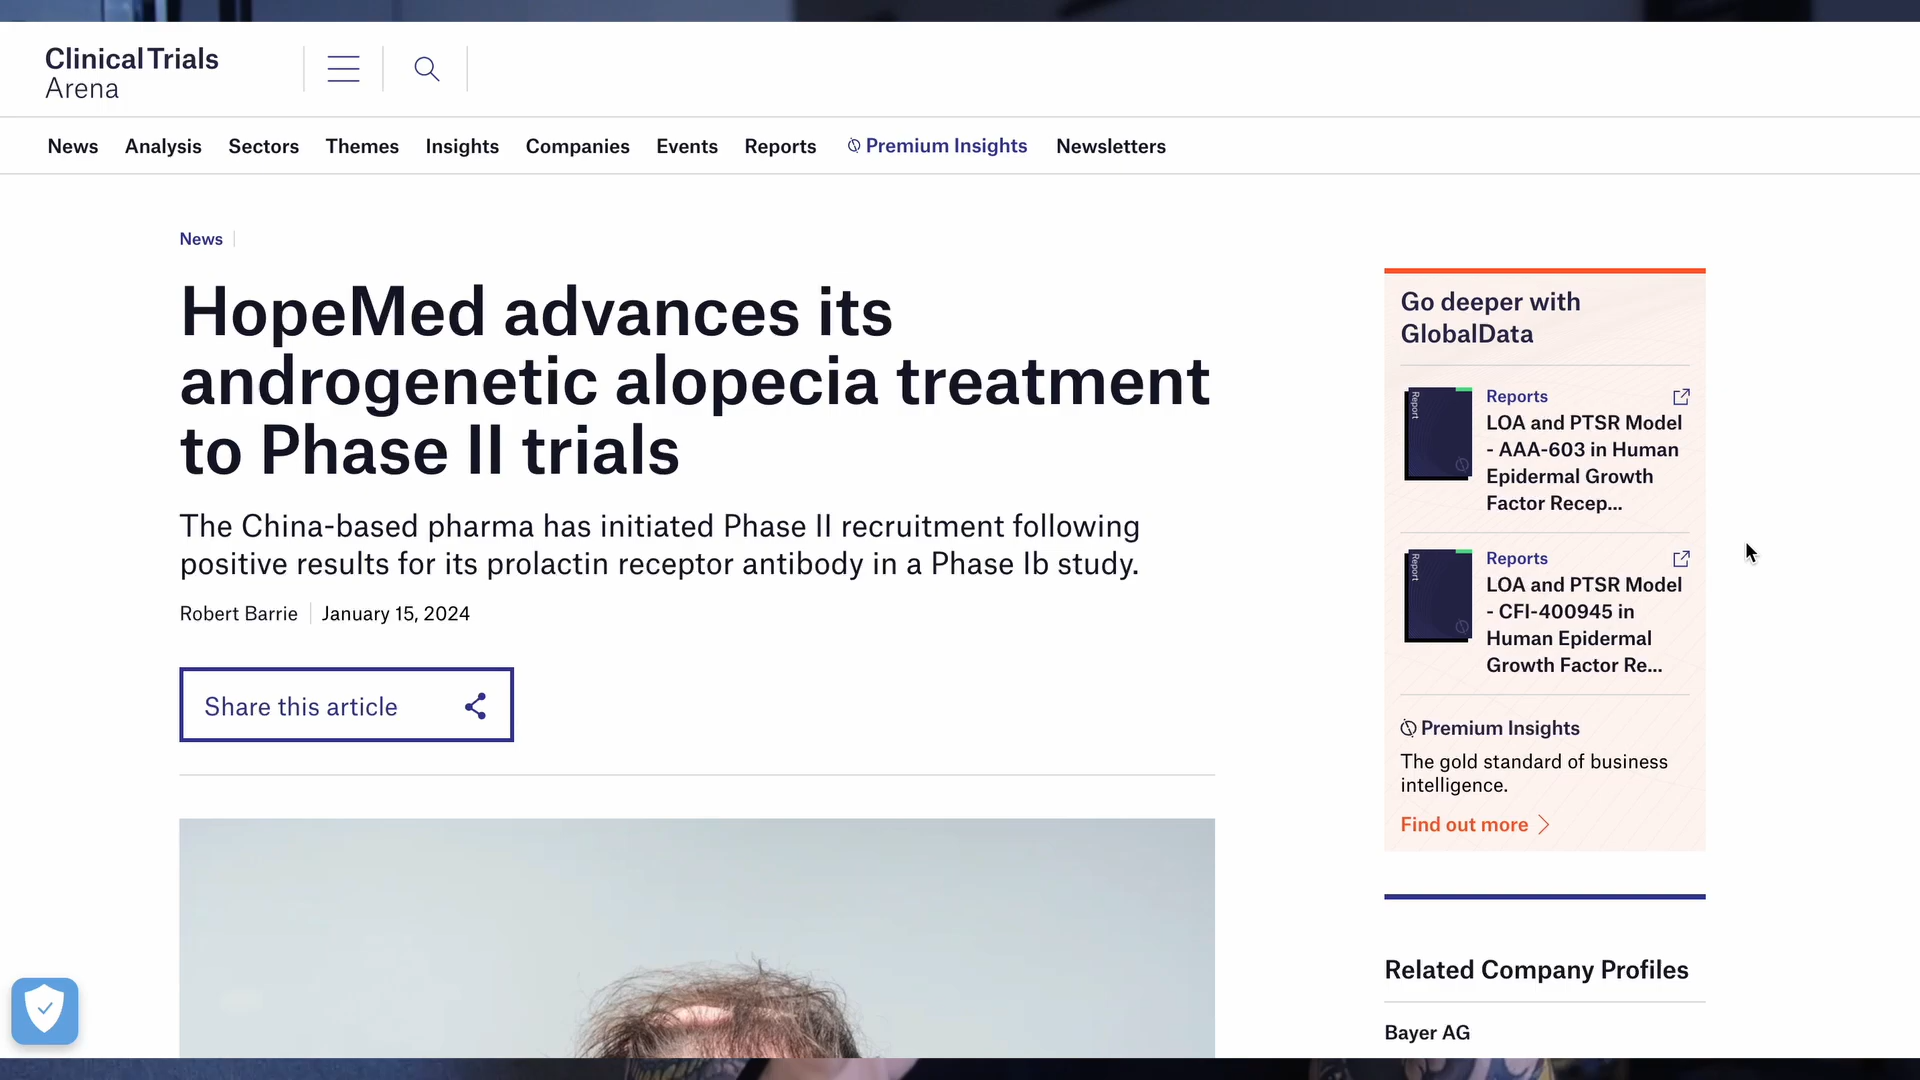 Clinical Trials
Arena
News Analysis Sectors Themes Insights Companies Events Reports Premium Insights Newsletters
News
HopeMed advances its
androgenetic alopecia treatment
to Phase II trials
The China-based pharma has initiated Phase II recruitment following
positive results for its prolactin receptor antibody in a Phase Ib study.
Robert Barrie January 15, 2024
Share this article
Go deeper with
GlobalData
Report
Reports
LOA and PTSR Model
- AAA-603 in Human
Epidermal Growth
Factor Recep...
Report
Reports
LOA and PTSR Model
- CFI-400945 in
Human Epidermal
Growth Factor Re...
Premium Insights
The gold standard of business
intelligence.
Find out more
Related Company Profiles
Bayer AG